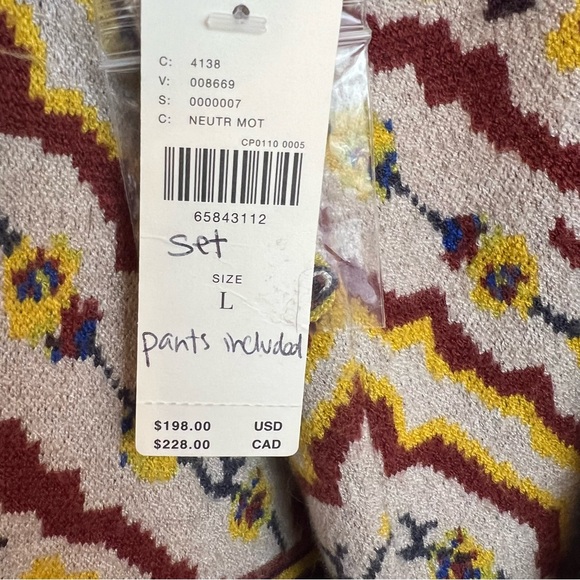 C: 4138
V: 008669
S: 0000007
C: NEUTR MOT
CP0110 0005
65843112
Set
SIZE
L
pants included
$198.00 USD
$228.00 CAD